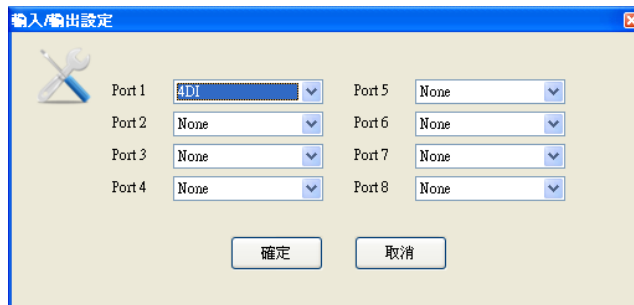 輸入/輸出設定
Port 1 4DI Port 5 None
Port 2 None Port 6 None
Port 3 None Port 7 None
Port 4 None Port 8 None
確定 取消